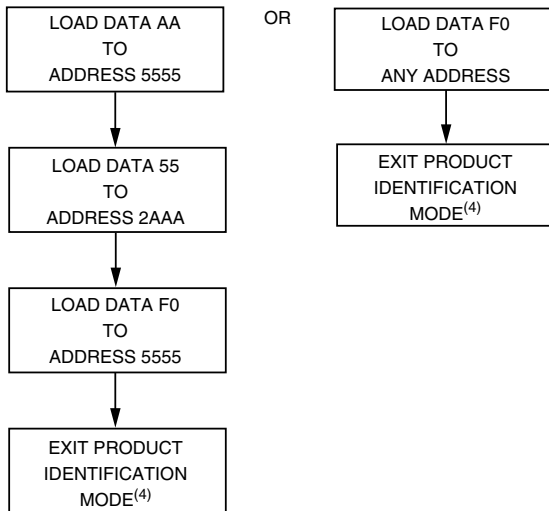 LOAD DATA AA
TO
ADDRESS 5555
LOAD DATA 55
TO
ADDRESS 2AAA
LOAD DATA F0
TO
ADDRESS 5555
EXIT PRODUCT
IDENTIFICATION
MODE(4)
OR
LOAD DATA F0
TO
ANY ADDRESS
EXIT PRODUCT
IDENTIFICATION
MODE(4)